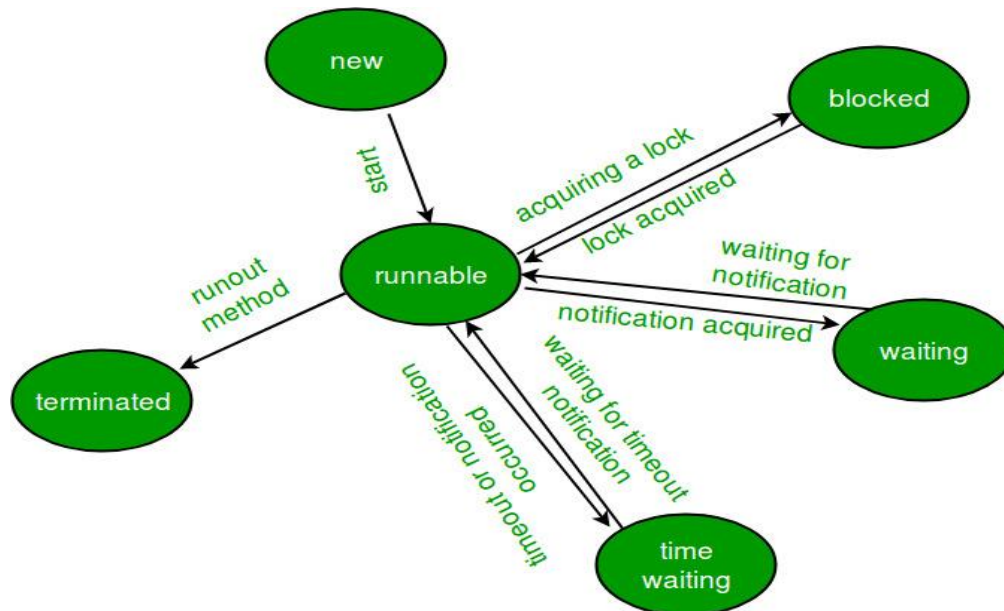 new
blocked
start
acquiring a lock
lock acquired
waiting for
notification
runnable
runout
method
notification acquired
waiting
terminated
waiting for timeout
notification
timeout or notification
occurred
time
waiting